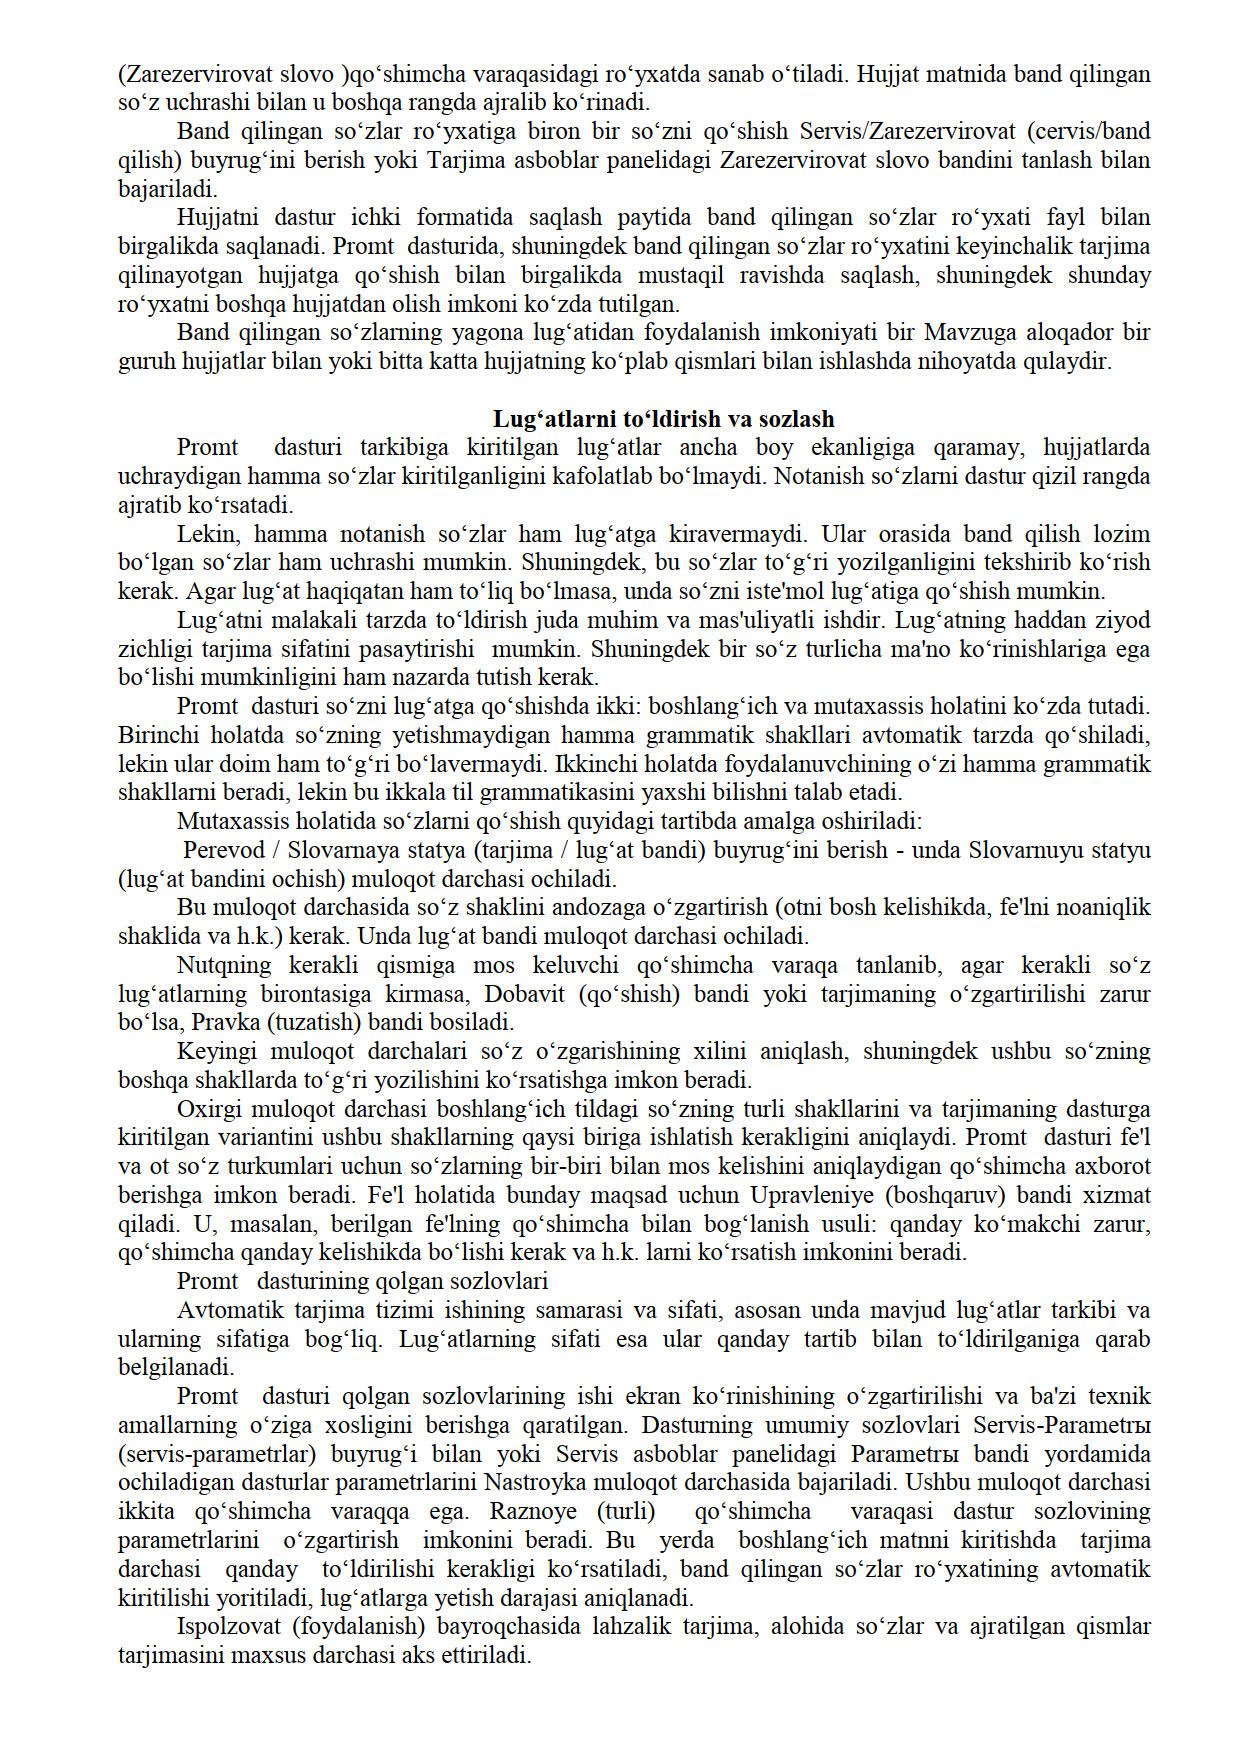 (Zarezervirovat slovo )qo‘shimcha varaqasidagi ro‘yxatda sanab o‘tiladi. Hujjat matnida band qilingan
so‘z uchrashi bilan u boshqa rangda ajralib ko‘rinadi.
Band qilingan so‘zlar ro‘yxatiga biron bir so‘zni qo‘shish Servis/Zarezervirovat (cervis/band
qilish) buyrug‘ini berish yoki Tarjima asboblar panelidagi Zarezervirovat slovo bandini tanlash bilan
bajariladi.
Hujjatni dastur ichki formatida saqlash paytida band qilingan so‘zlar ro‘yxati fayl bilan
birgalikda saqlanadi. Promt  dasturida, shuningdek band qilingan so‘zlar ro‘yxatini keyinchalik tarjima
qilinayotgan hujjatga qo‘shish bilan birgalikda mustaqil ravishda saqlash, shuningdek shunday
ro‘yxatni boshqa hujjatdan olish imkoni ko‘zda tutilgan.
Band qilingan so‘zlarning yagona lug‘atidan foydalanish imkoniyati bir Mavzuga aloqador bir
guruh hujjatlar bilan yoki bitta katta hujjatning ko‘plab qismlari bilan ishlashda nihoyatda qulaydir.
Lug‘atlarni to‘ldirish va sozlash
Promt  dasturi tarkibiga kiritilgan lug‘atlar ancha boy ekanligiga qaramay, hujjatlarda
uchraydigan hamma so‘zlar kiritilganligini kafolatlab bo‘lmaydi. Notanish so‘zlarni dastur qizil rangda
ajratib ko‘rsatadi.
Lekin, hamma notanish so‘zlar ham lug‘atga kiravermaydi. Ular orasida band qilish lozim
bo‘lgan so‘zlar ham uchrashi mumkin. Shuningdek, bu so‘zlar to‘g‘ri yozilganligini tekshirib ko‘rish
kerak. Agar lug‘at haqiqatan ham to‘liq bo‘lmasa, unda so‘zni iste'mol lug‘atiga qo‘shish mumkin.
Lug‘atni malakali tarzda to‘ldirish juda muhim va mas'uliyatli ishdir. Lug‘atning haddan ziyod
zichligi tarjima sifatini pasaytirishi  mumkin. Shuningdek bir so‘z turlicha ma'no ko‘rinishlariga ega
bo‘lishi mumkinligini ham nazarda tutish kerak.
Promt  dasturi so‘zni lug‘atga qo‘shishda ikki: boshlang‘ich va mutaxassis holatini ko‘zda tutadi.
Birinchi holatda so‘zning yetishmaydigan hamma grammatik shakllari avtomatik tarzda qo‘shiladi,
lekin ular doim ham to‘g‘ri bo‘lavermaydi. Ikkinchi holatda foydalanuvchining o‘zi hamma grammatik
shakllarni beradi, lekin bu ikkala til grammatikasini yaxshi bilishni talab etadi.
Mutaxassis holatida so‘zlarni qo‘shish quyidagi tartibda amalga oshiriladi:
Perevod / Slovarnaya statya (tarjima / lug‘at bandi) buyrug‘ini berish - unda Slovarnuyu statyu
(lug‘at bandini ochish) muloqot darchasi ochiladi.
Bu muloqot darchasida so‘z shaklini andozaga o‘zgartirish (otni bosh kelishikda, fe'lni noaniqlik
shaklida va h.k.) kerak. Unda lug‘at bandi muloqot darchasi ochiladi.
Nutqning kerakli qismiga mos keluvchi qo‘shimcha varaqa tanlanib, agar kerakli so‘z
lug‘atlarning birontasiga kirmasa, Dobavit (qo‘shish) bandi yoki tarjimaning o‘zgartirilishi zarur
bo‘lsa, Pravka (tuzatish) bandi bosiladi.
Keyingi muloqot darchalari so‘z o‘zgarishining xilini aniqlash, shuningdek ushbu so‘zning
boshqa shakllarda to‘g‘ri yozilishini ko‘rsatishga imkon beradi.
Oxirgi muloqot darchasi boshlang‘ich tildagi so‘zning turli shakllarini va tarjimaning dasturga
kiritilgan variantini ushbu shakllarning qaysi biriga ishlatish kerakligini aniqlaydi. Promt  dasturi fe'l
va ot so‘z turkumlari uchun so‘zlarning bir-biri bilan mos kelishini aniqlaydigan qo‘shimcha axborot
berishga imkon beradi. Fe'l holatida bunday maqsad uchun Upravleniye (boshqaruv) bandi xizmat
qiladi. U, masalan, berilgan fe'lning qo‘shimcha bilan bog‘lanish usuli: qanday ko‘makchi zarur,
qo‘shimcha qanday kelishikda bo‘lishi kerak va h.k. larni ko‘rsatish imkonini beradi.
Promt  dasturining qolgan sozlovlari
Avtomatik tarjima tizimi ishining samarasi va sifati, asosan unda mavjud lug‘atlar tarkibi va
ularning sifatiga bog‘liq. Lug‘atlarning sifati esa ular qanday tartib bilan to‘ldirilganiga qarab
belgilanadi.
Promt  dasturi qolgan sozlovlarining ishi ekran ko‘rinishining o‘zgartirilishi va ba'zi texnik
amallarning o‘ziga xosligini berishga qaratilgan. Dasturning umumiy sozlovlari Servis-Parametrы
(servis-parametrlar) buyrug‘i bilan yoki Servis asboblar panelidagi Parametrы bandi yordamida
ochiladigan dasturlar parametrlarini Nastroyka muloqot darchasida bajariladi. Ushbu muloqot darchasi
ikkita qo‘shimcha varaqqa ega. Raznoye (turli)  qo‘shimcha  varaqasi dastur sozlovining
parametrlarini  o‘zgartirish  imkonini beradi. Bu  yerda  boshlang‘ich matnni kiritishda  tarjima
darchasi  qanday  to‘ldirilishi kerakligi ko‘rsatiladi, band qilingan so‘zlar ro‘yxatining avtomatik
kiritilishi yoritiladi, lug‘atlarga yetish darajasi aniqlanadi.
Ispolzovat (foydalanish) bayroqchasida lahzalik tarjima, alohida so‘zlar va ajratilgan qismlar
tarjimasini maxsus darchasi aks ettiriladi.